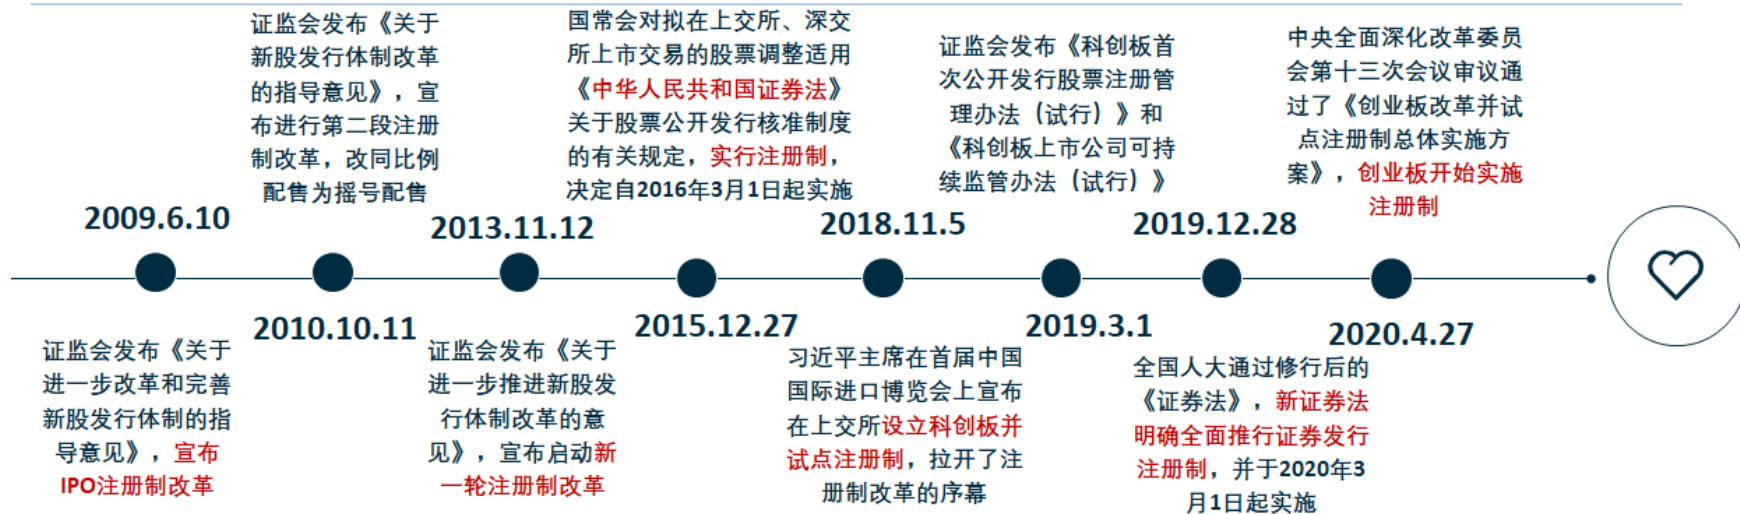 2009.6.10
证监会发布《关于
进一步改革和完善
新股发行体制的指
导意见》，宣布
IPO注册制改革
证监会发布《关于
新股发行体制改革
的指导意见》，宣
布进行第二段注册
制改革，改同比例
配售为摇号配售
2010.10.11
2013.11.12
证监会发布《关于
进一步推进新股发
行体制改革的意
见》，宣布启动新
一轮注册制改革
国常会对拟在上交所、深交
所上市交易的股票调整适用
《中华人民共和国证券法》
关于股票公开发行核准制度
的有关规定，实行注册制，
决定自2016年3月1日起实施
2015.12.27
2018.11.5
习近平主席在首届中国
国际进口博览会上宣布
在上交所设立科创板并
试点注册制，拉开了注
册制改革的序幕
证监会发布《科创板首
次公开发行股票注册管
理办法（试行）》和
《科创板上市公司可持
续监管办法（试行）》
2019.3.1
2019.12.28
全国人大通过修行后的
《证券法》，新证券法
明确全面推行证券发行
注册制，并于2020年3
月1日起实施
中央全面深化改革委员
会第十三次会议审议通
过了《创业板改革并试
点注册制总体实施方
案》，创业板开始实施
注册制
2020.4.27